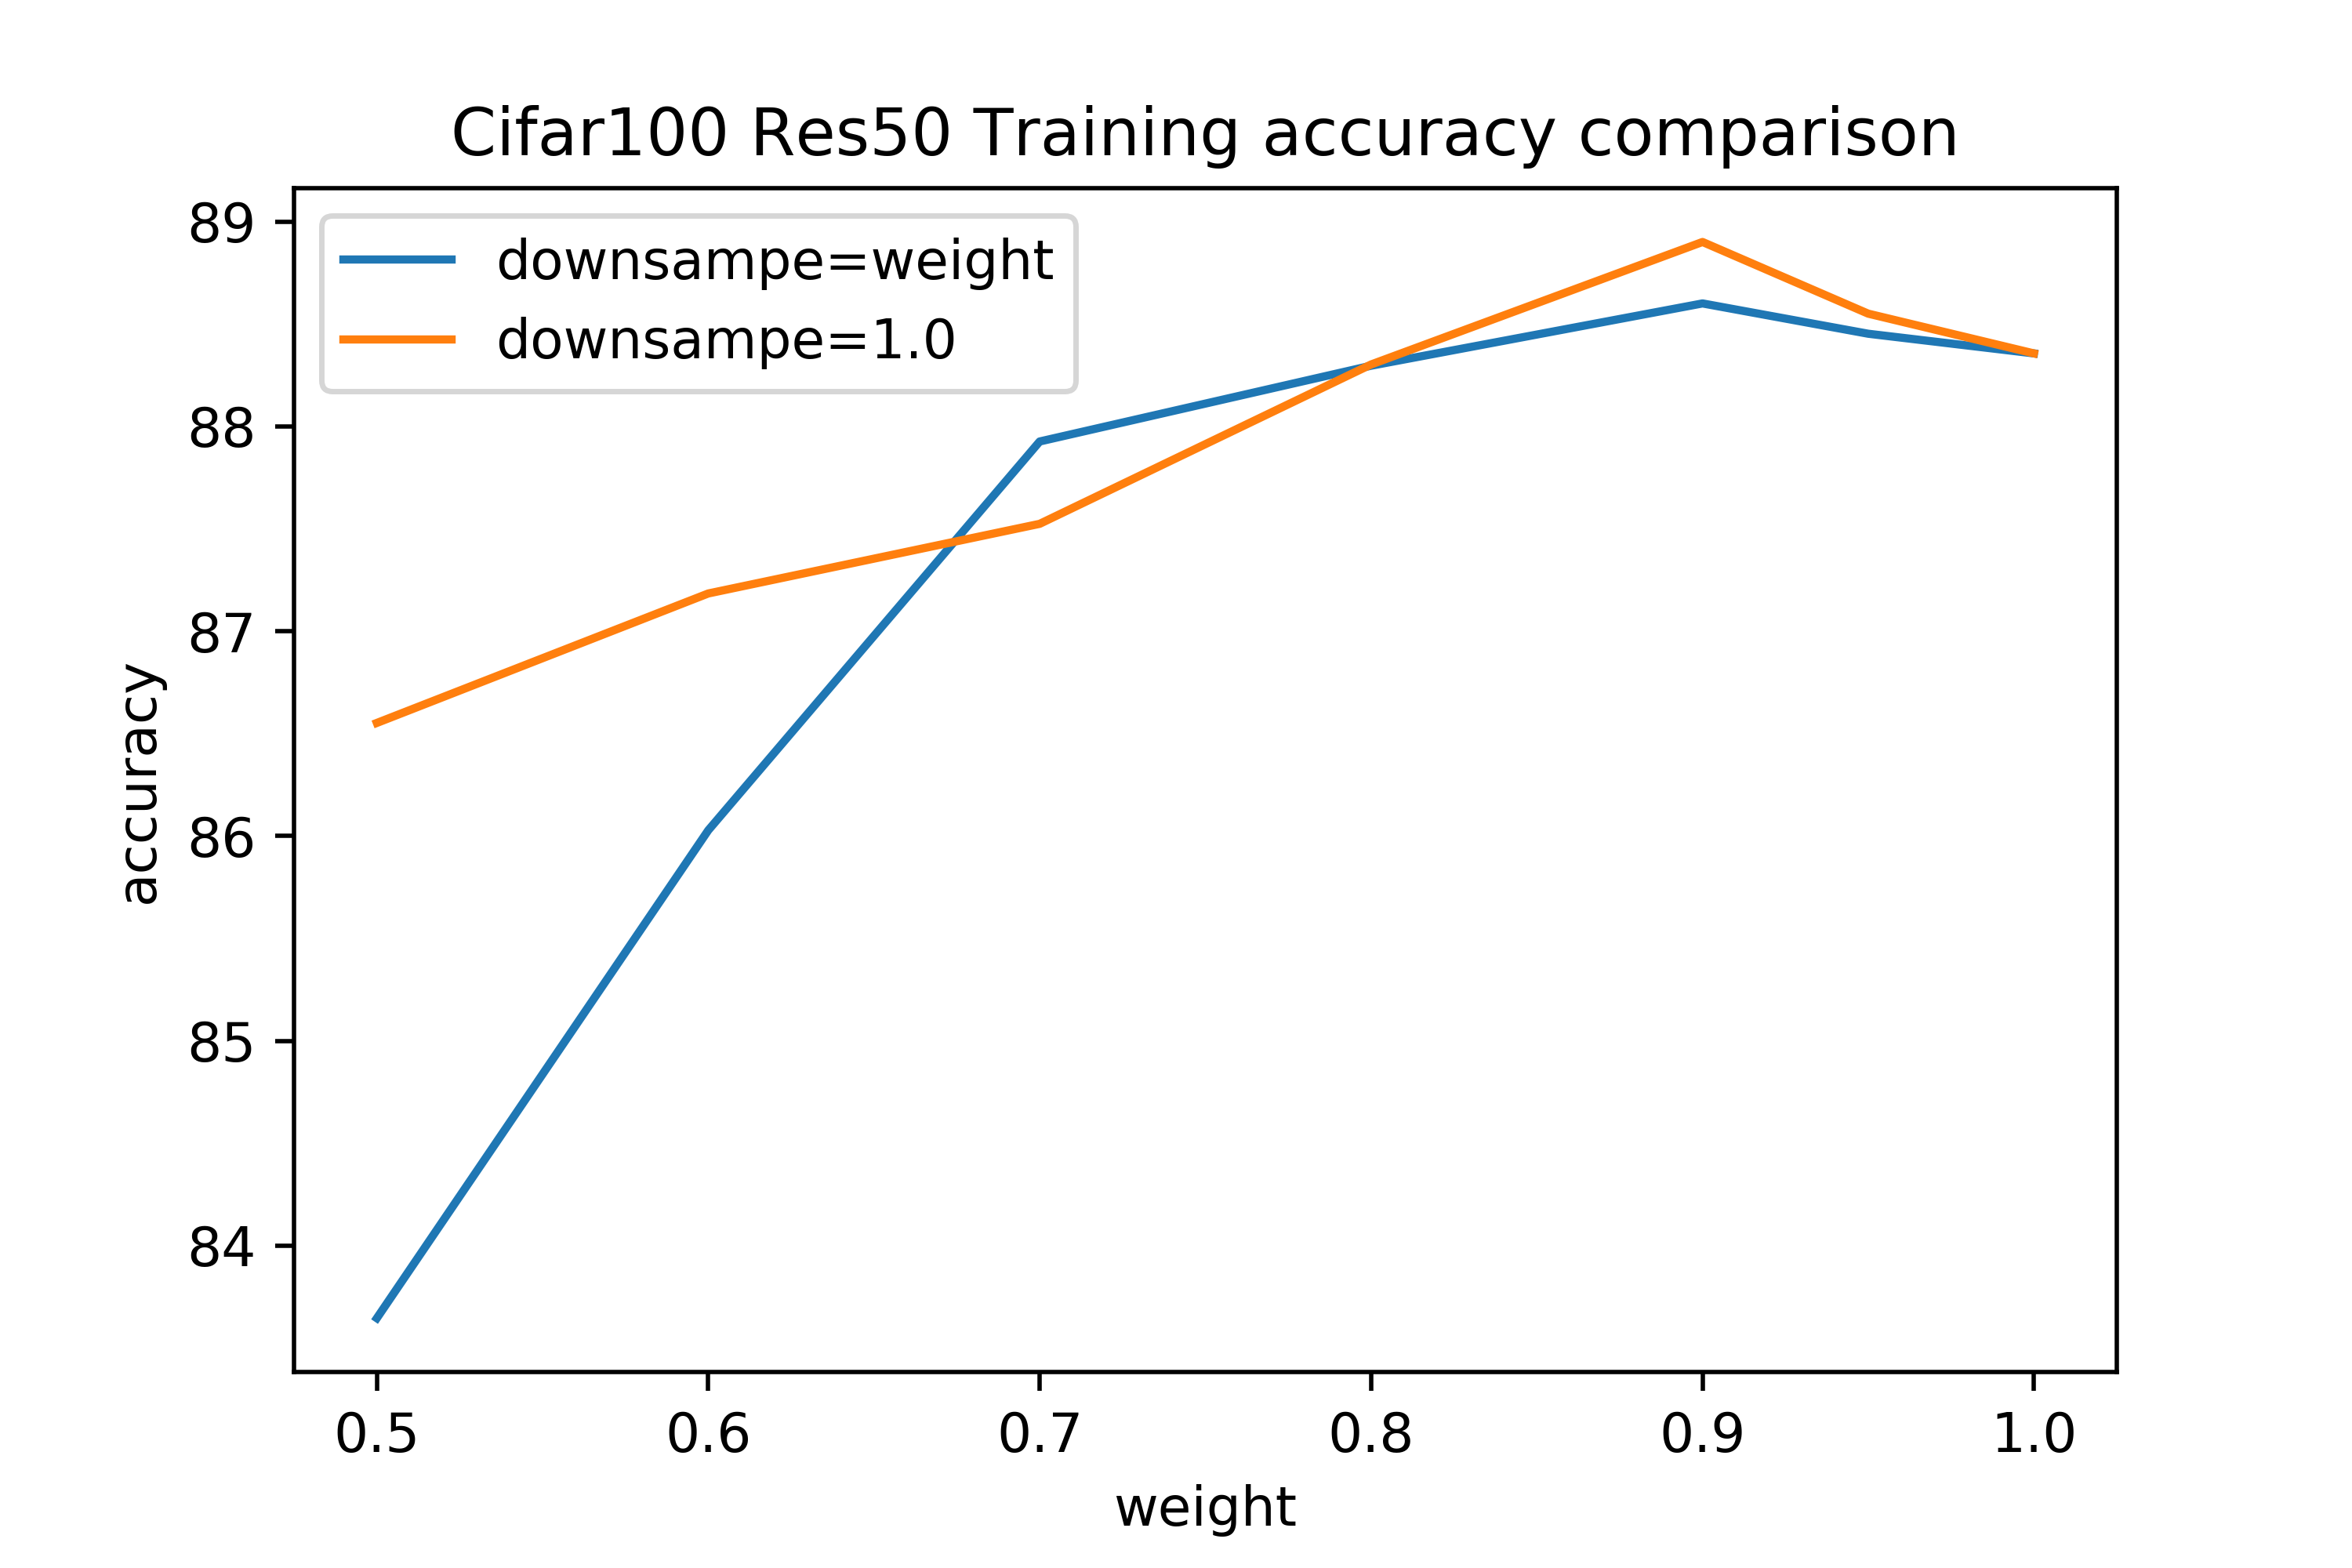 Cifar100 Res50 Training accuracy comparison
downsampe=weight
downsampe=1.0
89
88
87
86
85
84
accuracy
0.5 0.6 0.7 0.8 0.9 1.0
weight